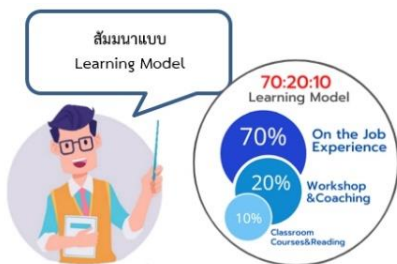 สัมมนาแบบ
Learning Model
70:20:10
Learning Model
70%
On the Job
Experience
20%
Workshop
&Coaching
10%
Classroom
Courses&Reading